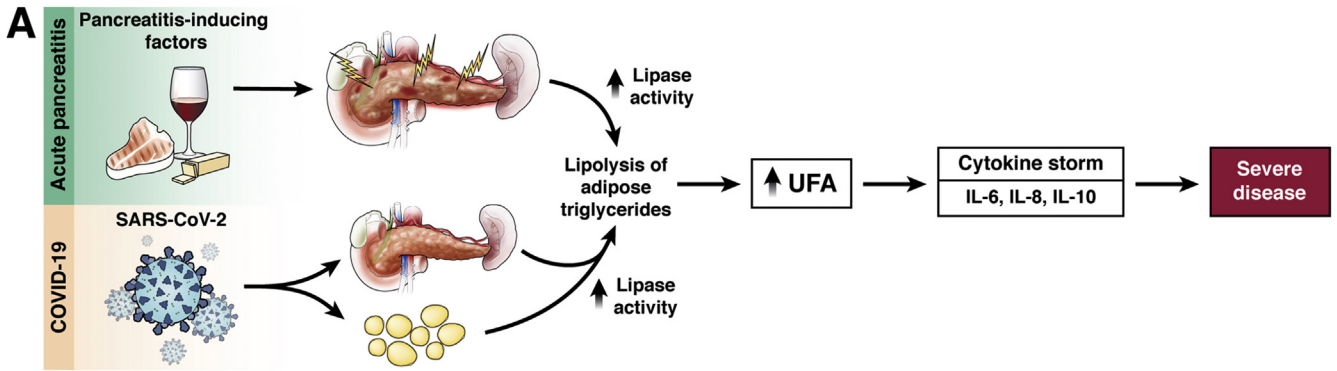 A
Acute pancreatitis
Pancreatitis-inducing
factors
Lipase
activity
COVID-19
SARS-CoV-2
Lipolysis of
adipose
triglycerides
Lipase
activity
UFA
Cytokine storm
IL-6, IL-8, IL-10
Severe
disease